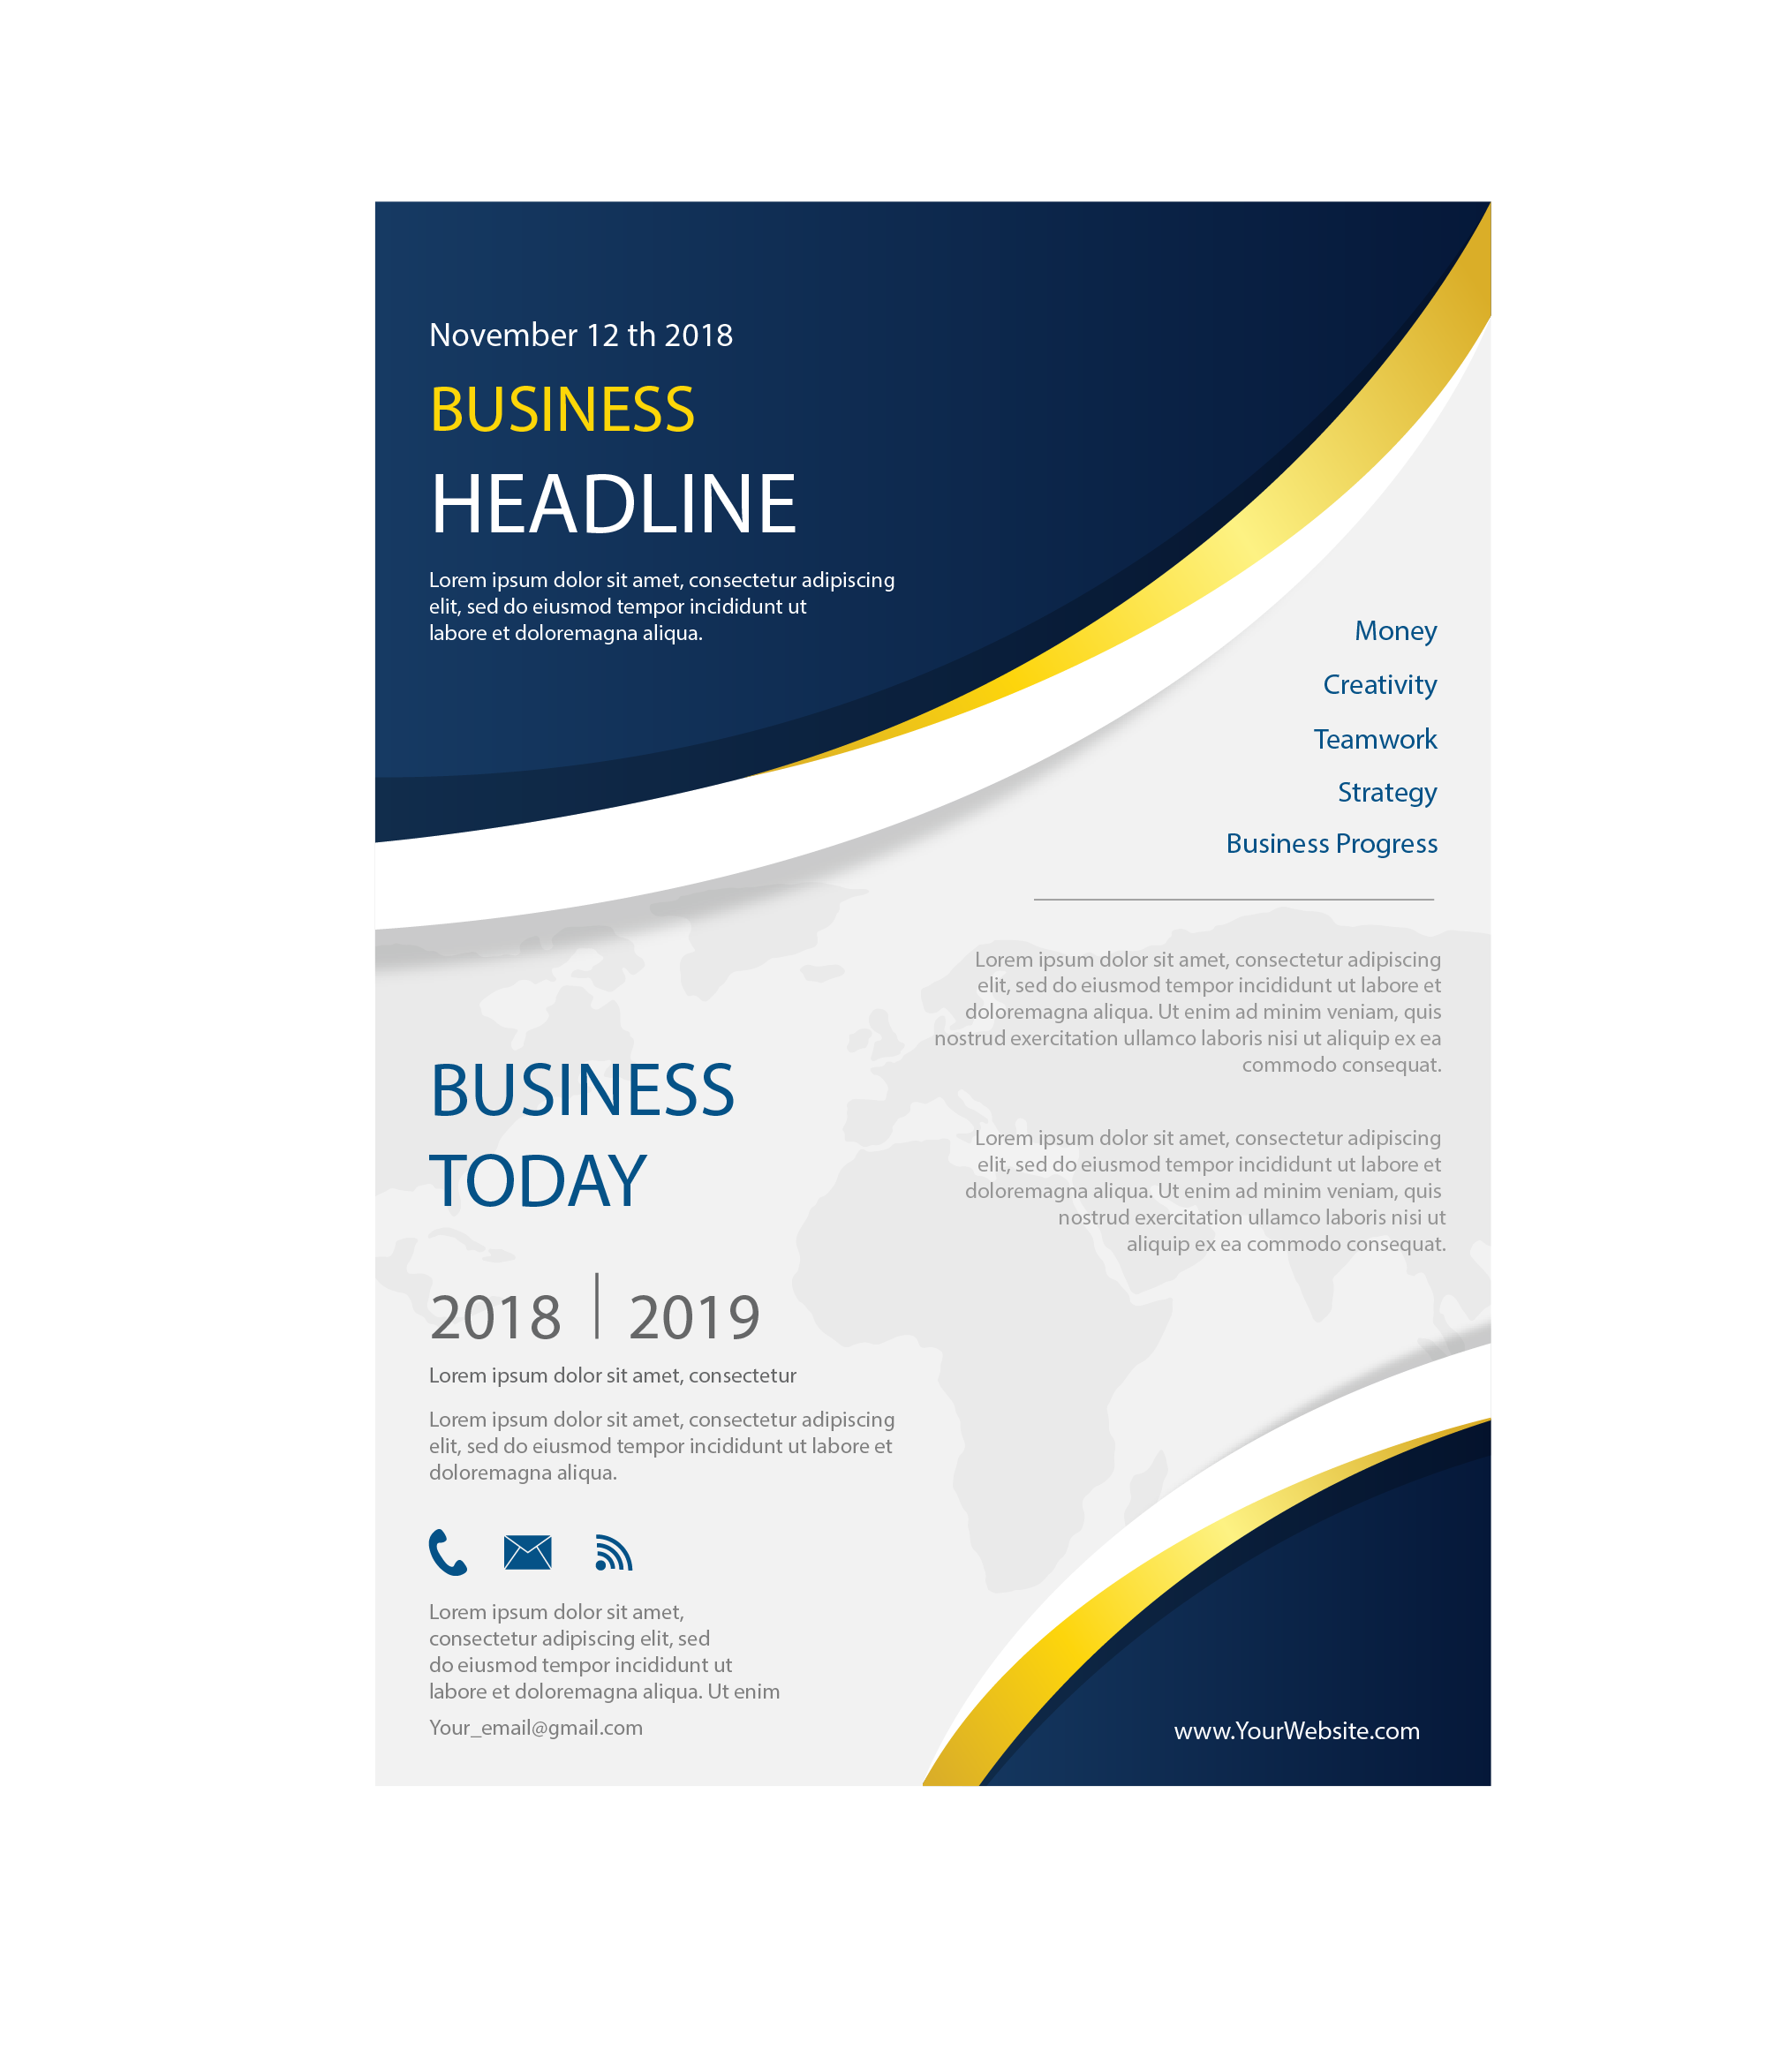 November 12 th 2018
BUSINESS
HEADLINE
Lorem ipsum dolor sit amet, consectetur adipiscing
elit, sed do eiusmod tempor incididunt ut
labore et doloremagna aliqua.
Money
Creativity
Teamwork
Strategy
Business Progress
Lorem ipsum dolor sit amet, consectetur adipiscing
elit, sed do eiusmod tempor incididunt ut labore et
doloremagna aliqua. Ut enim ad minim veniam, quis
nostrud exercitation ullamco laboris nisi ut aliquip ex ea
commodo consequat.
Lorem ipsum dolor sit amet, consectetur adipiscing
elit, sed do eiusmod tempor incididunt ut labore et
doloremagna aliqua. Ut enim ad minim veniam, quis
nostrud exercitation ullamco laboris nisi ut
aliquip ex ea commodo consequat.
BUSINESS
TODAY
2018 | 2019
Lorem ipsum dolor sit amet, consectetur
Lorem ipsum dolor sit amet, consectetur adipiscing
elit, sed do eiusmod tempor incididunt ut labore et
doloremagna aliqua.
Lorem ipsum dolor sit amet,
consectetur adipiscing elit, sed
do eiusmod tempor incididunt ut
labore et doloremagna aliqua. Ut enim
Your_email@gmail.com
www.YourWebsite.com